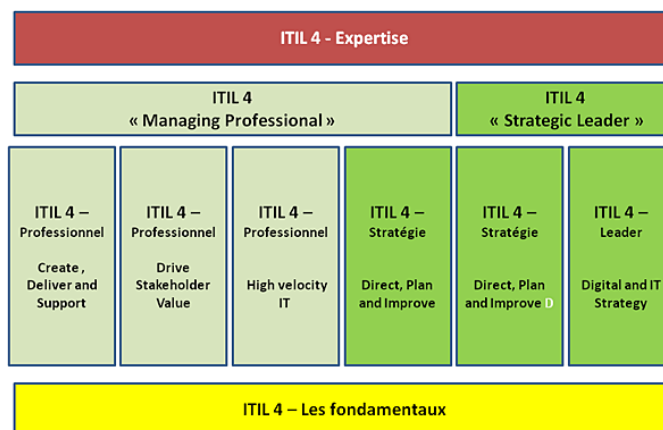 ITIL 4 - Expertise
ITIL 4
« Managing Professional »
ITIL 4
« Strategic Leader »
ITIL 4 –
Professionnel
Create ,
Deliver and
Support
ITIL 4 –
Professionnel
Drive
Stakeholder
Value
ITIL 4 –
Professionnel
High velocity
IT
ITIL 4 –
Stratégie
Direct, Plan
and Improve
ITIL 4 –
Stratégie
Direct, Plan
and Improve D
ITIL 4 –
Leader
Digital and IT
Strategy
ITIL 4 – Les fondamentaux